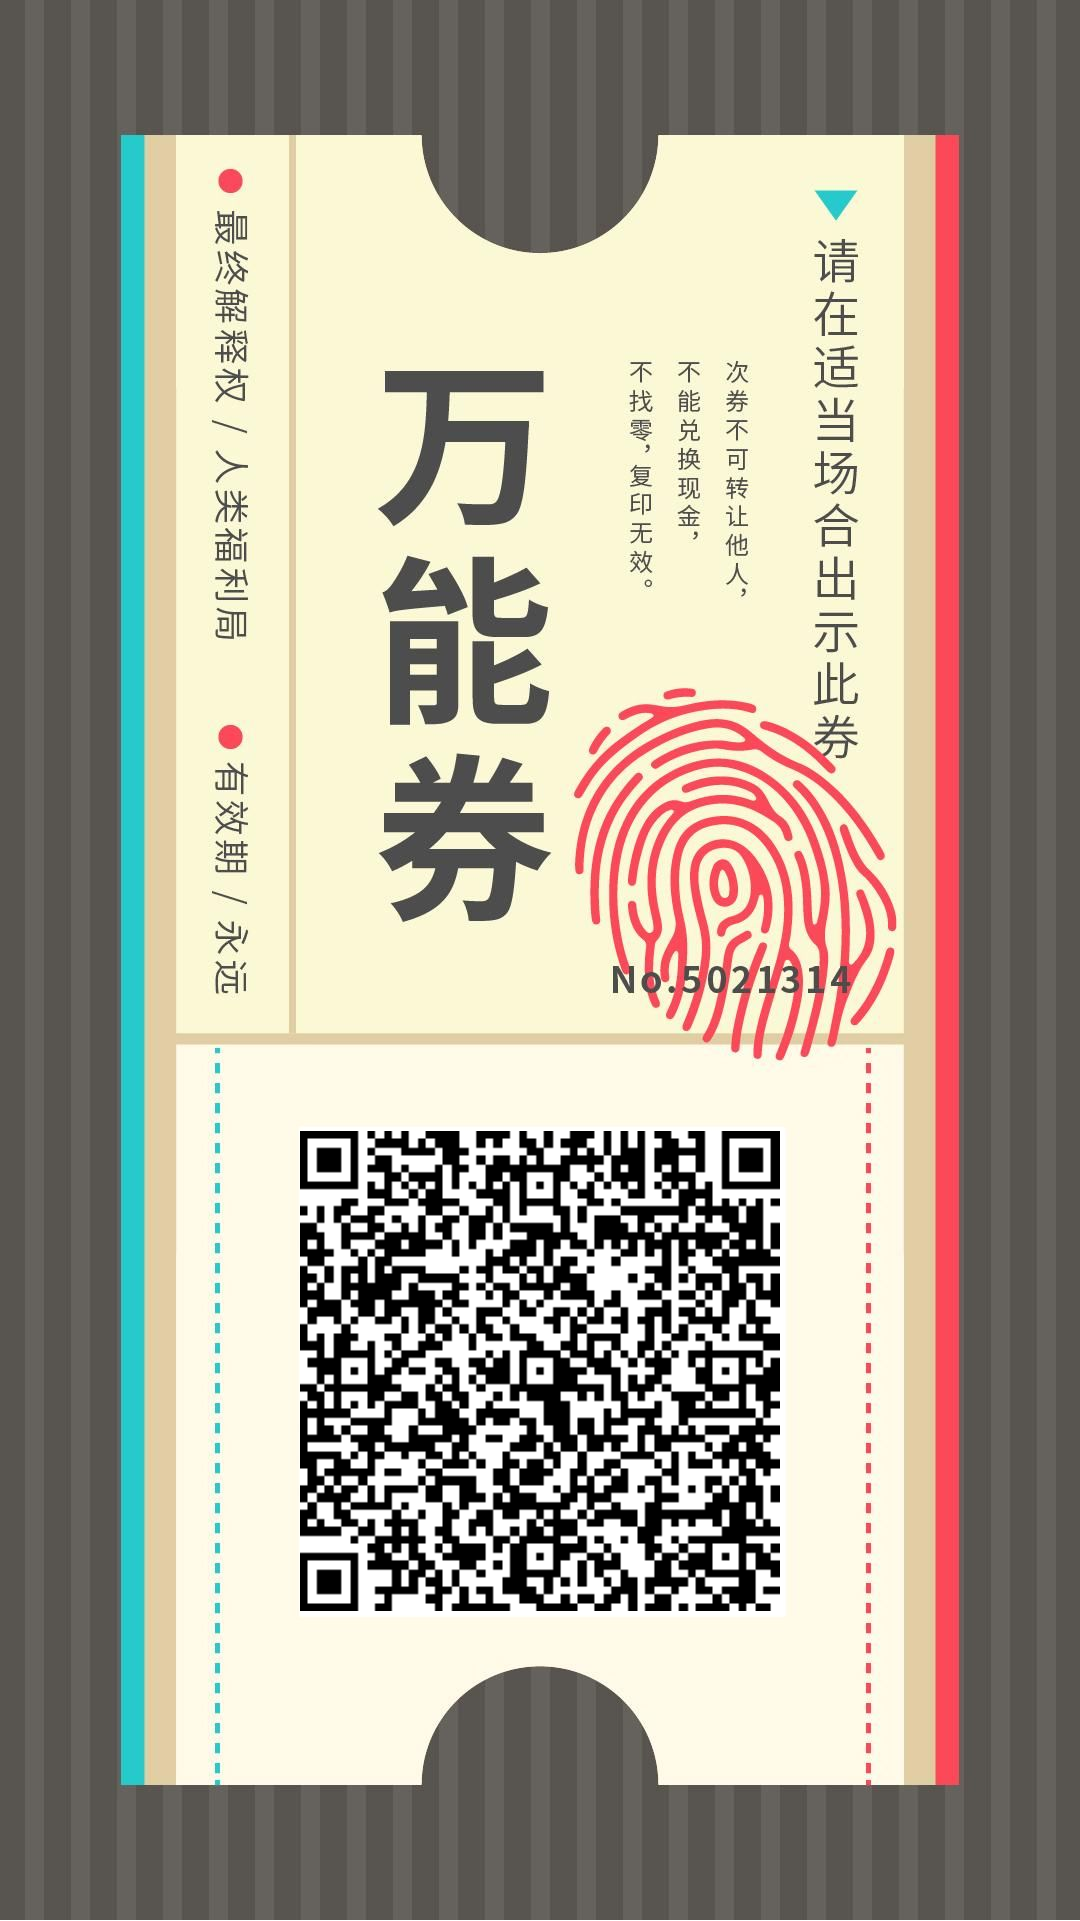 请在适当场合出示此券
次券不可转让他人，
不能兑换现金，
不找零，复印无效。
万能券
No.5021314
最终解释权 / 人类福利局
有效期 / 永远